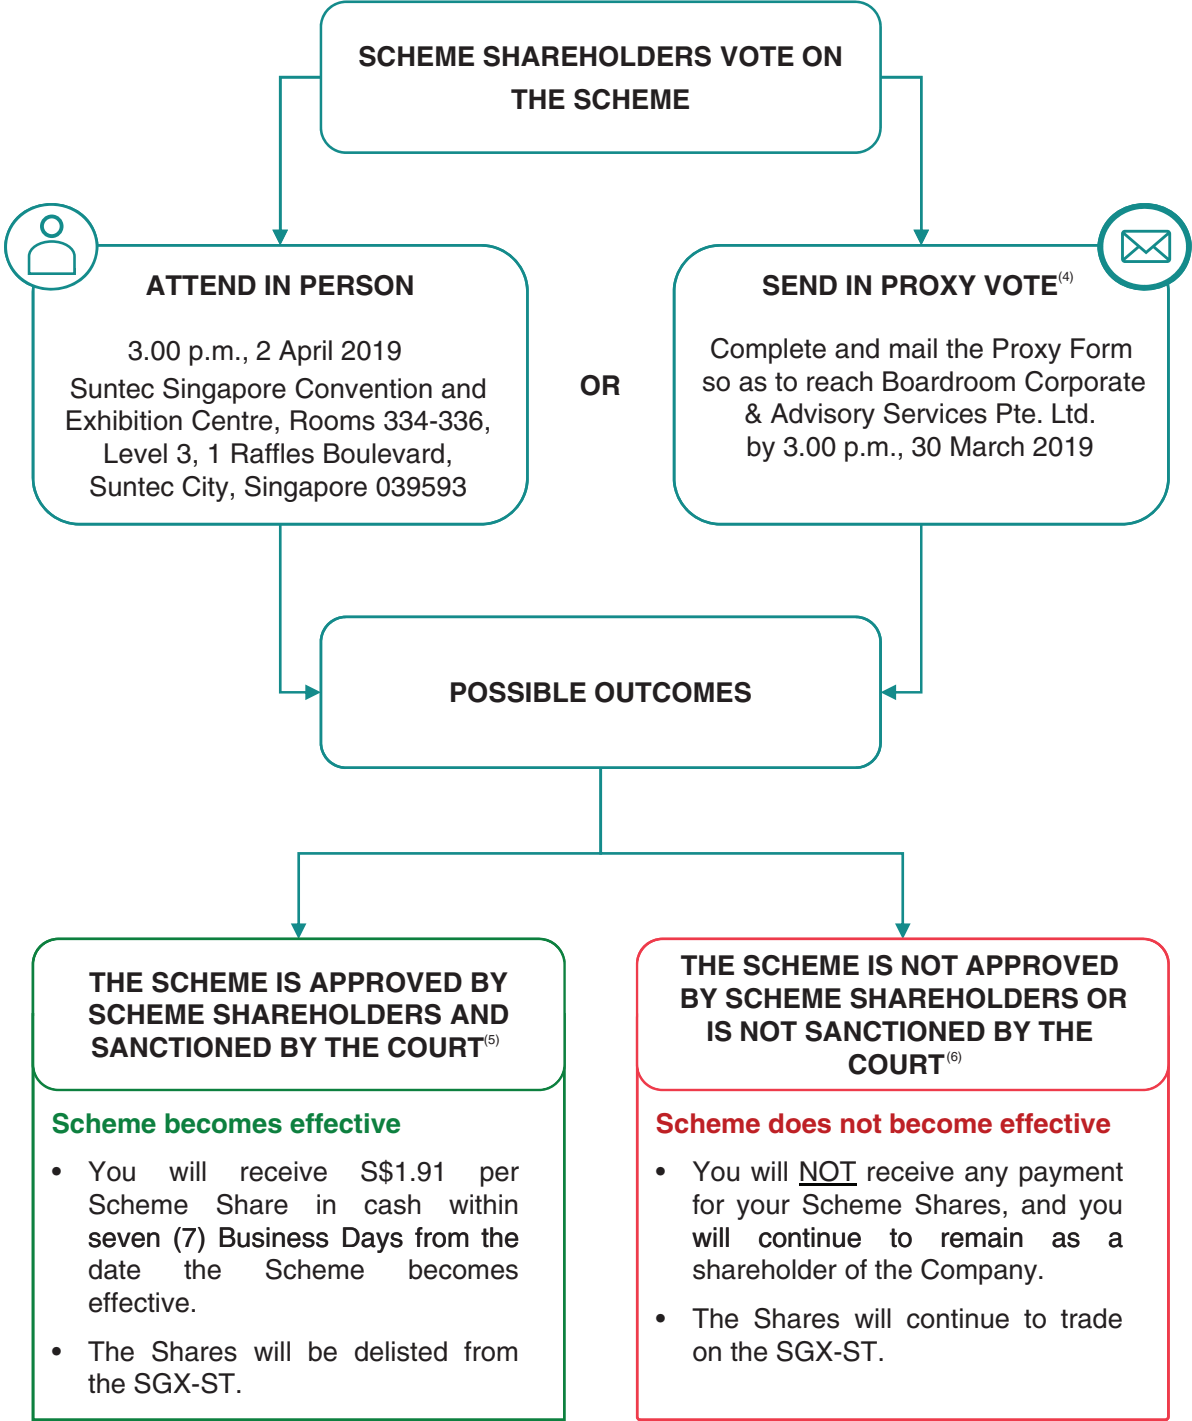 SCHEME SHAREHOLDERS VOTE ON
THE SCHEME
ATTEND IN PERSON
3.00 p.m., 2 April 2019
Suntec Singapore Convention and
Exhibition Centre, Rooms 334-336,
Level 3, 1 Raffles Boulevard,
Suntec City, Singapore 039593
OR
SEND IN PROXY VOTE(4)
Complete and mail the Proxy Form
so as to reach Boardroom Corporate
& Advisory Services Pte. Ltd.
by 3.00 p.m., 30 March 2019
POSSIBLE OUTCOMES
THE SCHEME IS APPROVED BY
SCHEME SHAREHOLDERS AND
SANCTIONED BY THE COURT(5)
Scheme becomes effective
• You will receive S$1.91 per
Scheme Share in cash within
seven (7) Business Days from the
date the Scheme becomes
effective.
• The Shares will be delisted from
the SGX-ST.
THE SCHEME IS NOT APPROVED
BY SCHEME SHAREHOLDERS OR
IS NOT SANCTIONED BY THE
COURT(6)
Scheme does not become effective
• You will NOT receive any payment
for your Scheme Shares, and you
will continue to remain as a
shareholder of the Company.
• The Shares will continue to trade
on the SGX-ST.